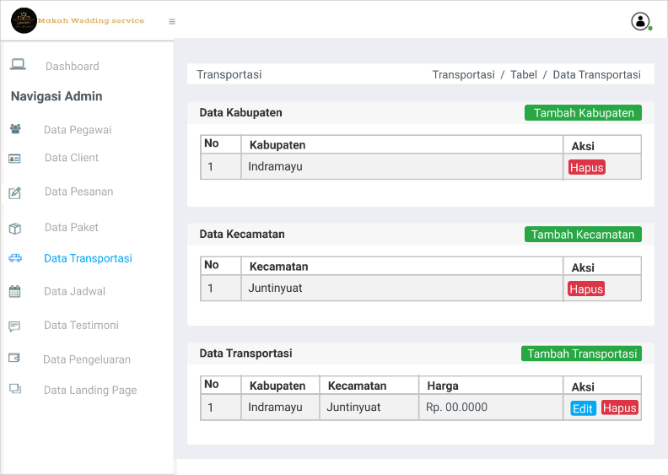 Makah Wedding service
Dashboard
Navigasi Admin
Data Pegawai
Data Client
Data Pesanan
Data Paket
Data Transportasi
Data Jadwal
Data Testimoni
Data Pengeluaran
Data Landing Page
Transportasi Transportasi / Tabel / Data Transportasi
Data Kabupaten Tambah Kabupaten
No Kabupaten Aksi
1 Indramayu Hapus
Data Kecamatan Tambah Kecamatan
No Kecamatan Aksi
1 Juntinyuat Hapus
Data Transportasi Tambah Transportasi
No Kabupaten Kecamatan Harga Aksi
1 Indramayu Juntinyuat Rp. 00.0000 Edit Hapus